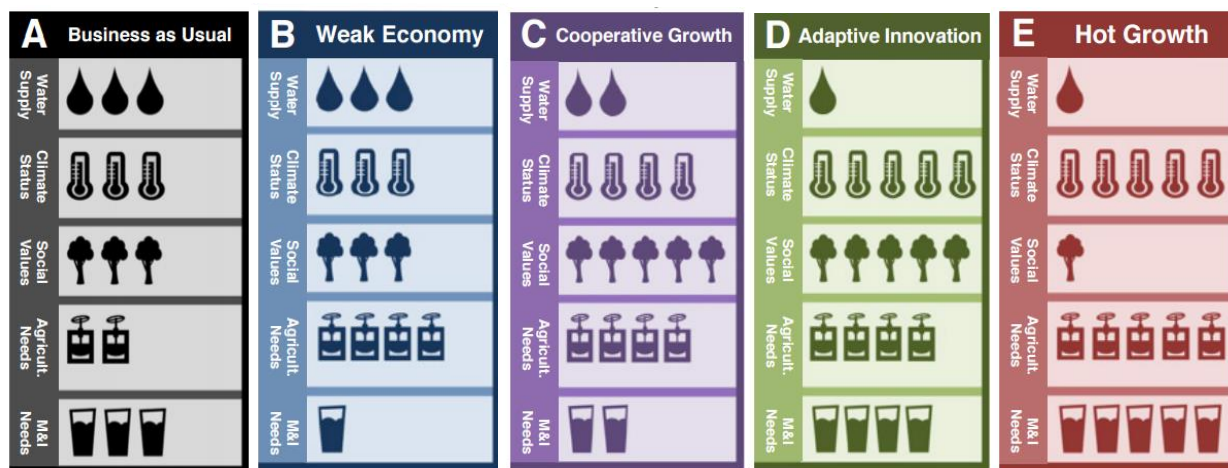 A Business as Usual
Water Supply
Climate Status
Social Values
Agricult. Needs
M&I Needs
B Weak Economy
Water Supply
Climate Status
Social Values
Agricult. Needs
M&I Needs
C Cooperative Growth
Water Supply
Climate Status
Social Values
Agricult. Needs
M&I Needs
D Adaptive Innovation
Water Supply
Climate Status
Social Values
Agricult. Needs
M&I Needs
E Hot Growth
Water Supply
Climate Status
Social Values
Agricult. Needs
M&I Needs